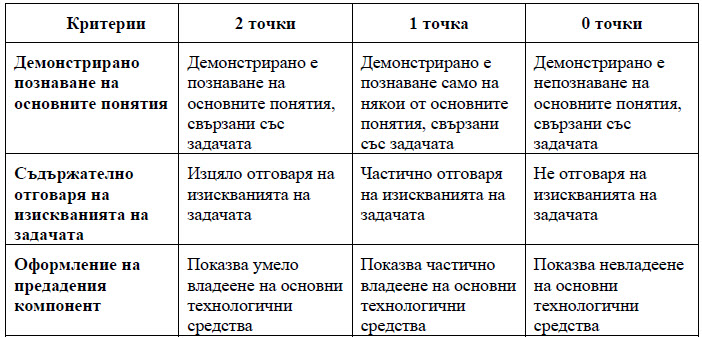 Критерии
2 точки
1 точка
0 точки
Демонстрирано
познаване на
основните понятия
Демонстрирано е
познаване на
основните понятия,
свързани със
задачата
Демонстрирано е
познаване само на
някои от основните
понятия, свързани
със задачата
Демонстрирано е
непознаване на
основните понятия,
свързани със
задачата
Съдържателно
отговаря на
изискванията на
задачата
Изцяло отговаря на
изискванията на
задачата
Частично отговаря
на изискванията на
задачата
Не отговаря на
изискванията на
задачата
Оформление на
предадения
компонент
Показва умело
владеене на основни
технологични
средства
Показва частично
владеене на основни
технологични
средства
Показва невладеене
на основни
технологични
средства